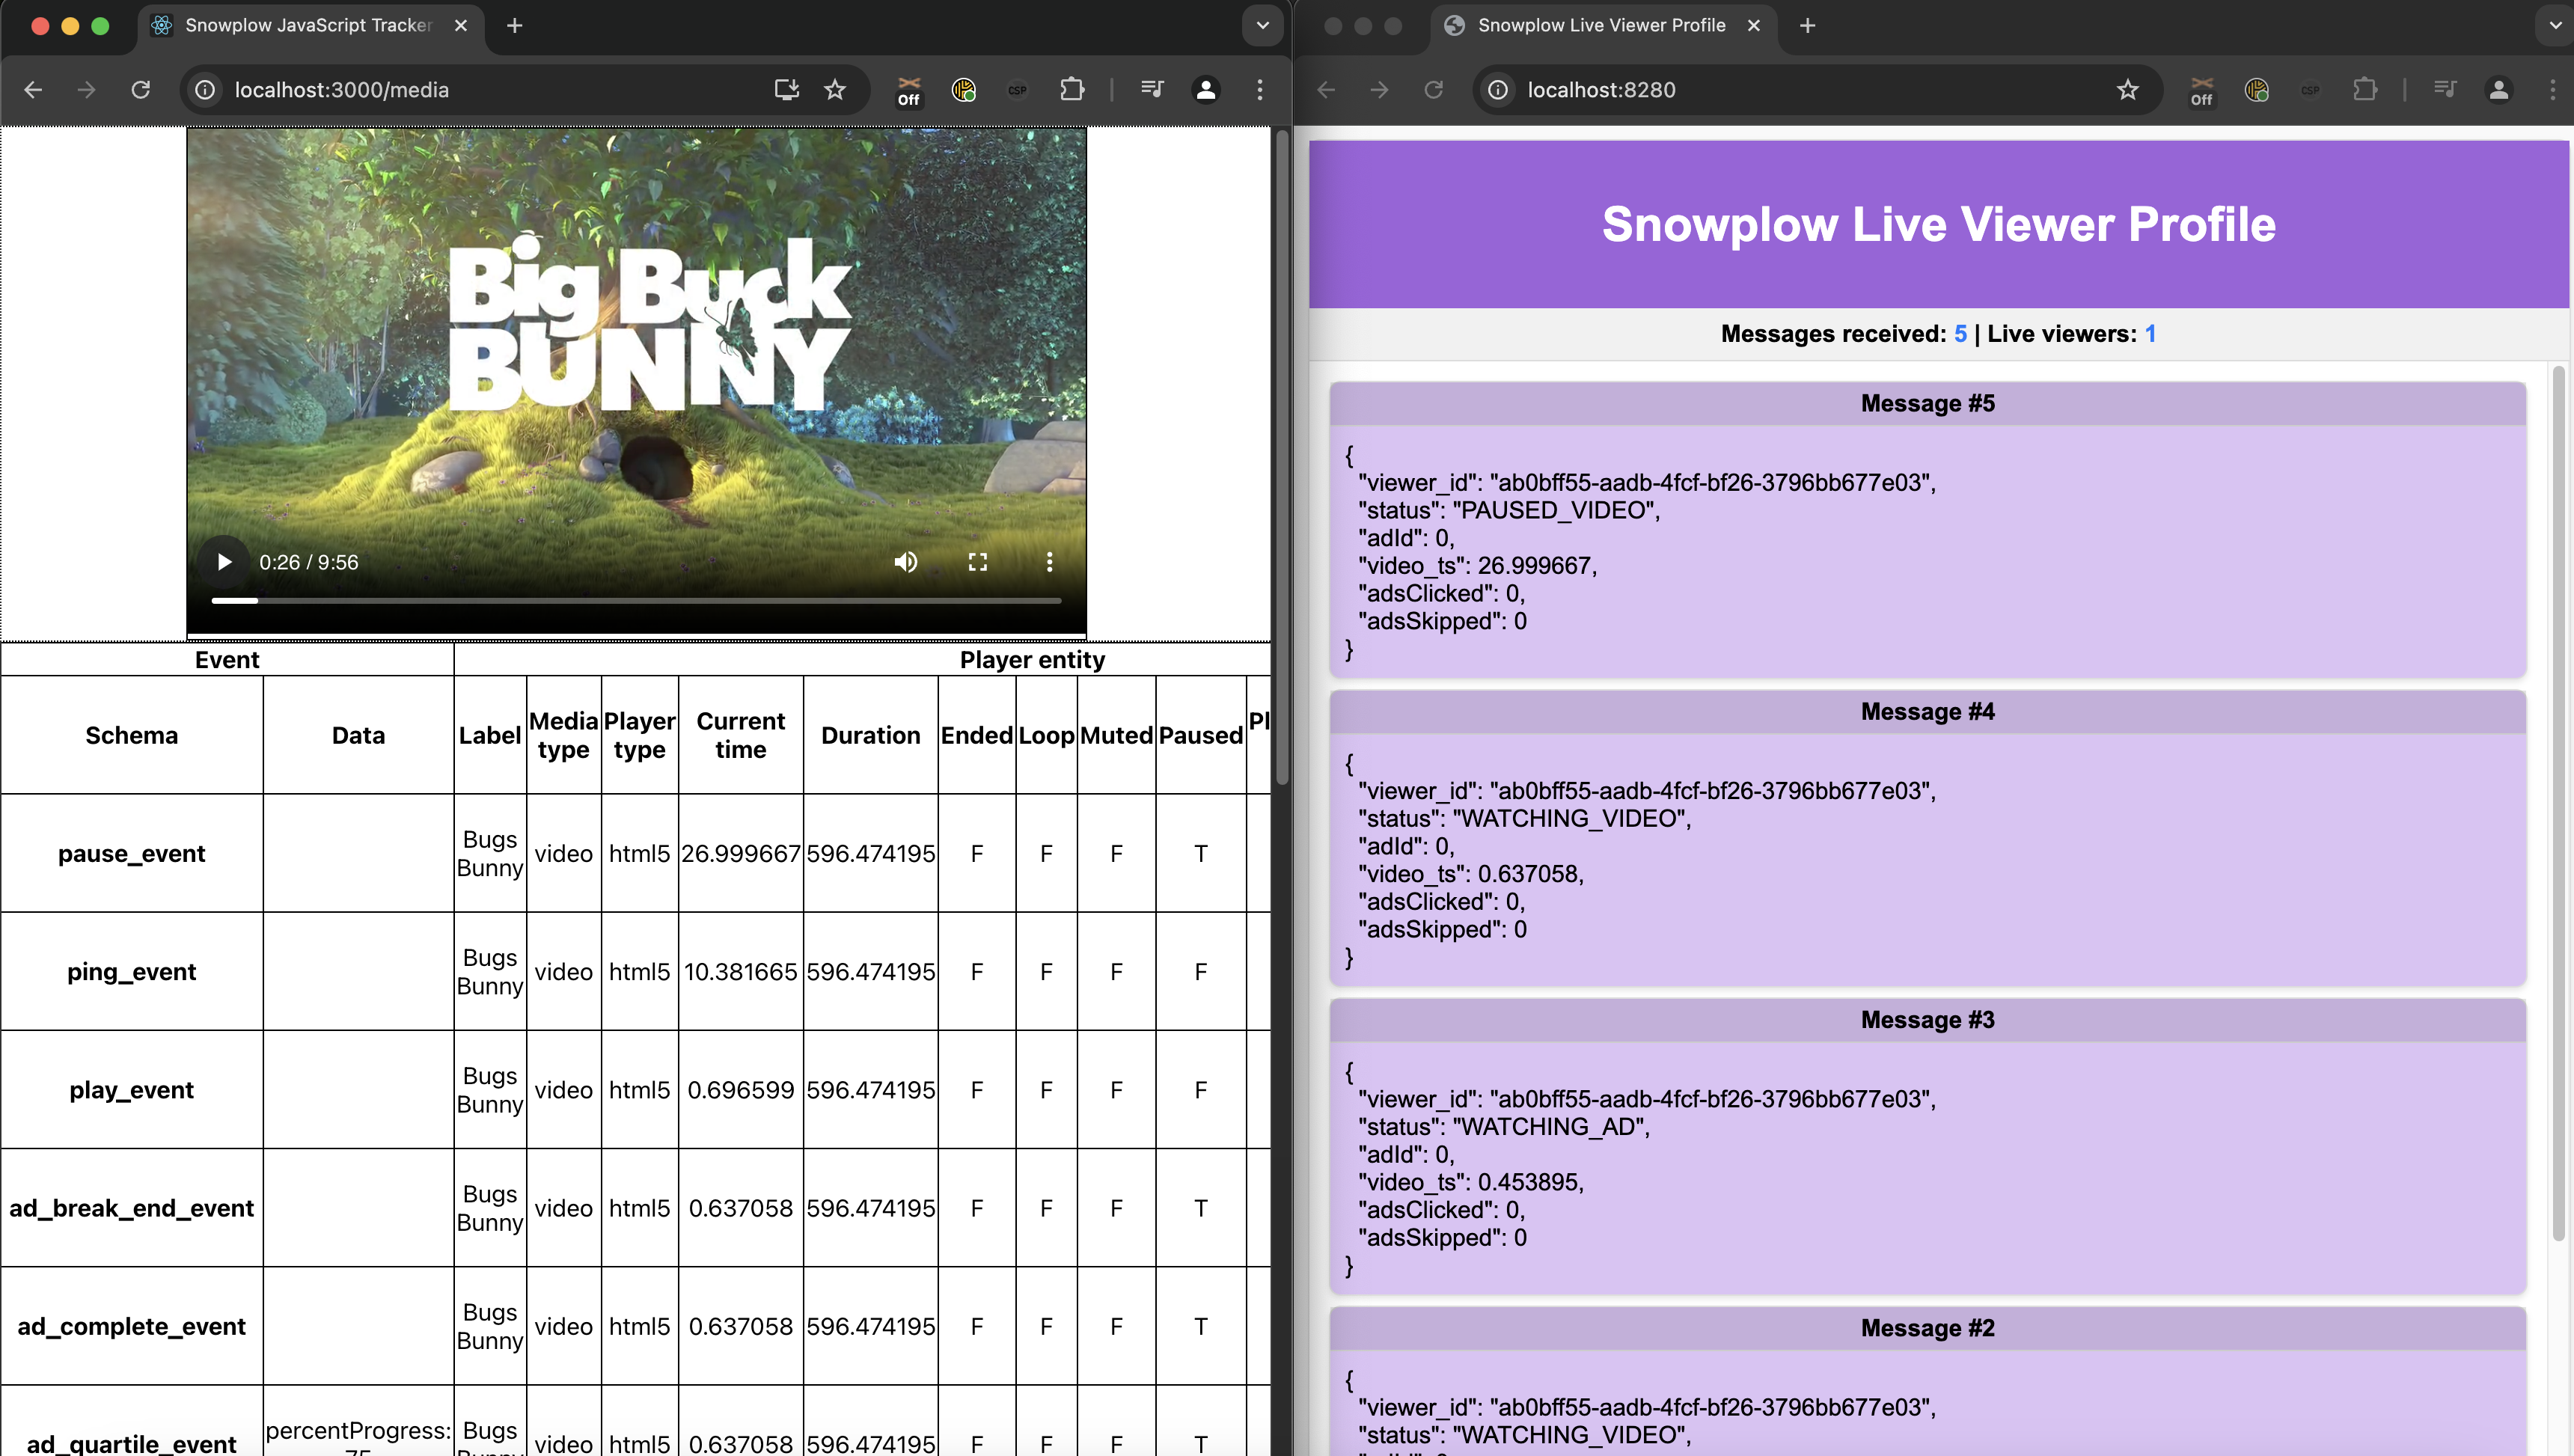 Snowplow JavaScript Tracker
localhost:3000/media
Off
CSP
Big Buck
BUNNY
0:26 / 9:56
Event Player entity
Schema Data Label Media type Player type Current time Duration Ended Loop Muted Paused Pl
pause_event Bugs Bunny video html5 26.999667 596.474195 F F F T
ping_event Bugs Bunny video html5 10.381665 596.474195 F F F F
play_event Bugs Bunny video html5 0.696599 596.474195 F F F F
ad_break_end_event Bugs Bunny video html5 0.637058 596.474195 F F F T
ad_complete_event Bugs Bunny video html5 0.637058 596.474195 F F F T
ad_quartile_event percentProgress: 75 Bugs Bunny video html5 0.637058 596.474195 F F F T
Snowplow Live Viewer Profile
localhost:8280
Off
CSP
Snowplow Live Viewer Profile
Messages received: 5 | Live viewers: 1
Message #5
{
"viewer_id": "ab0bff55-aadb-4fcf-bf26-3796bb677e03",
"status": "PAUSED_VIDEO",
"adId": 0,
"video_ts": 26.999667,
"adsClicked": 0,
"adsSkipped": 0
}
Message #4
{
"viewer_id": "ab0bff55-aadb-4fcf-bf26-3796bb677e03",
"status": "WATCHING_VIDEO",
"adId": 0,
"video_ts": 0.637058,
"adsClicked": 0,
"adsSkipped": 0
}
Message #3
{
"viewer_id": "ab0bff55-aadb-4fcf-bf26-3796bb677e03",
"status": "WATCHING_AD",
"adId": 0,
"video_ts": 0.453895,
"adsClicked": 0,
"adsSkipped": 0
}
Message #2
{
"viewer_id": "ab0bff55-aadb-4fcf-bf26-3796bb677e03",
"status": "WATCHING_VIDEO",